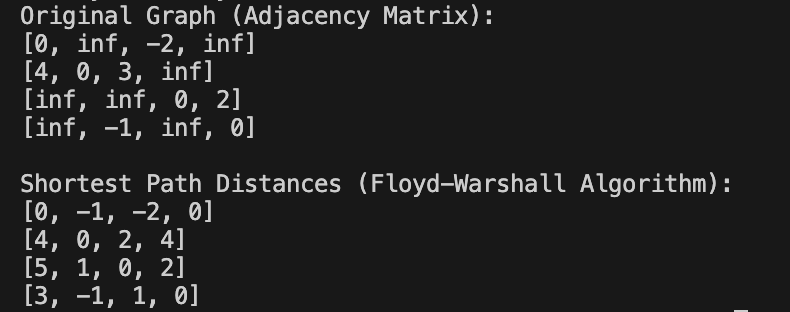 Original Graph (Adjacency Matrix):
[0, inf, -2, inf]
[4, 0, 3, inf]
[inf, inf, 0, 2]
[inf, -1, inf, 0]
Shortest Path Distances (Floyd-Warshall Algorithm):
[0, -1, -2, 0]
[4, 0, 2, 4]
[5, 1, 0, 2]
[3, -1, 1, 0]